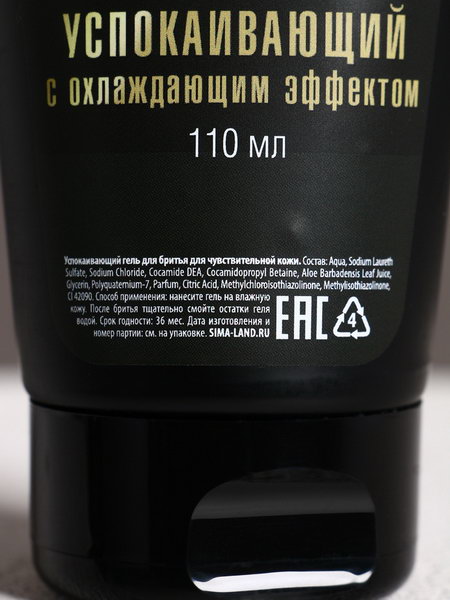 УСПОКАИВАЮЩИЙ
С ОХЛАЖДАЮЩИМ ЭФФЕКТОМ
110 МЛ
Успокаивающий гель для бритья для чувствительной кожи. Состав: Aqua, Sodium Laureth
Sulfate, Sodium Chloride, Cocamide DEA, Cocamidopropyl Betaine, Aloe Barbadensis Leaf Juice,
Glycerin, Polyquaternium-7, Parfum, Citric Acid, Methylchloroisothiazolinone, Methylisothiazolinone,
CI 42090. Способ применения: нанесите гель на влажную
кожу. После бритья тщательно смойте остатки геля
водой. Срок годности: 36 мес. Дата изготовления и
номер партии: см. на упаковке. SIMA-LAND.RU
EAC
4